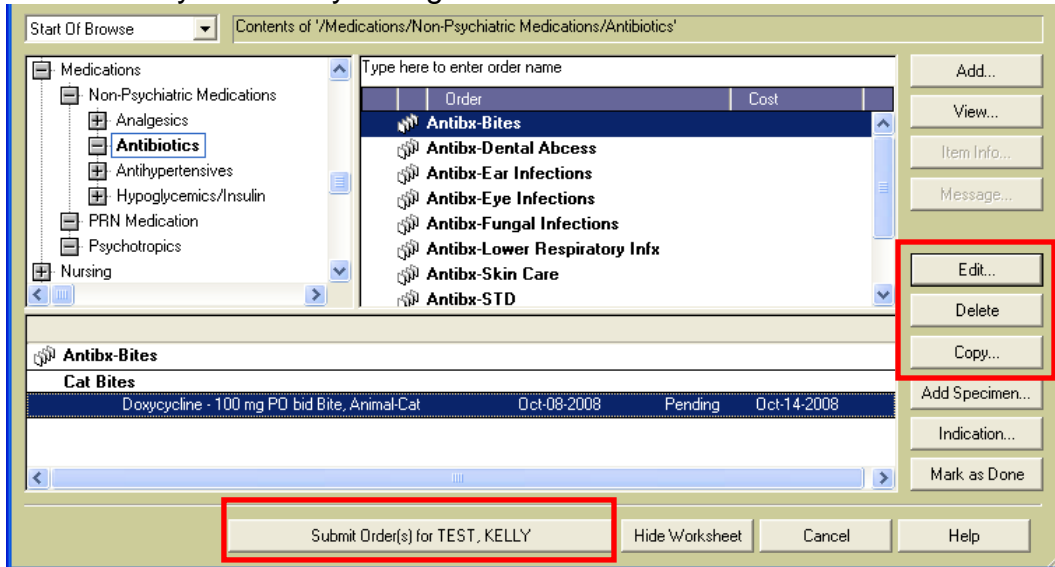 Start Of Browse
Contents of '/Medications/Non-Psychiatric Medications/Antibiotics'
Medications
Non-Psychiatric Medications
Analgesics
Antibiotics
Antihypertensives
Hypoglycemics/Insulin
PRN Medication
Psychotropics
Nursing
Type here to enter order name
Order Cost
Antibx-Bites
Antibx-Dental Abcess
Antibx-Ear Infections
Antibx-Eye Infections
Antibx-Fungal Infections
Antibx-Lower Respiratory Infx
Antibx-Skin Care
Antibx-STD
Add...
View...
Item Info...
Message...
Edit...
Delete
Copy...
Add Specimen...
Indication...
Mark as Done
Antibx-Bites
Cat Bites
Doxycycline - 100 mg PO bid Bite, Animal-Cat Oct-08-2008 Pending Oct-14-2008
Submit Order(s) for TEST, KELLY Hide Worksheet Cancel Help